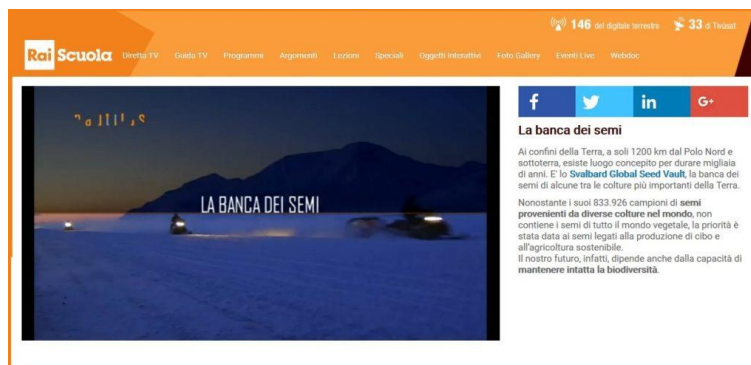 146 del digitale terrestre 33 di Tivùsat
Rai Scuola Diretta TV Guida TV Programmi Argomenti Lezioni Speciali Oggetti Interattivi Foto Gallery Eventi Live Webdoc
f in G+
La banca dei semi
Ai confini della Terra, a soli 1200 km dal Polo Nord e
sottoterra, esiste luogo concepito per durare migliaia
di anni. E' lo Svalbard Global Seed Vault, la banca dei
semi di alcune tra le colture più importanti della Terra.
Nonostante i suoi 833.926 campioni di semi
provenienti da diverse colture nel mondo, non
contiene i semi di tutto il mondo vegetale, la priorità è
stata data ai semi legati alla produzione di cibo e
all'agricoltura sostenibile.
Il nostro futuro, infatti, dipende anche dalla capacità di
mantenere intatta la biodiversità.
LA BANCA DEI SEMI